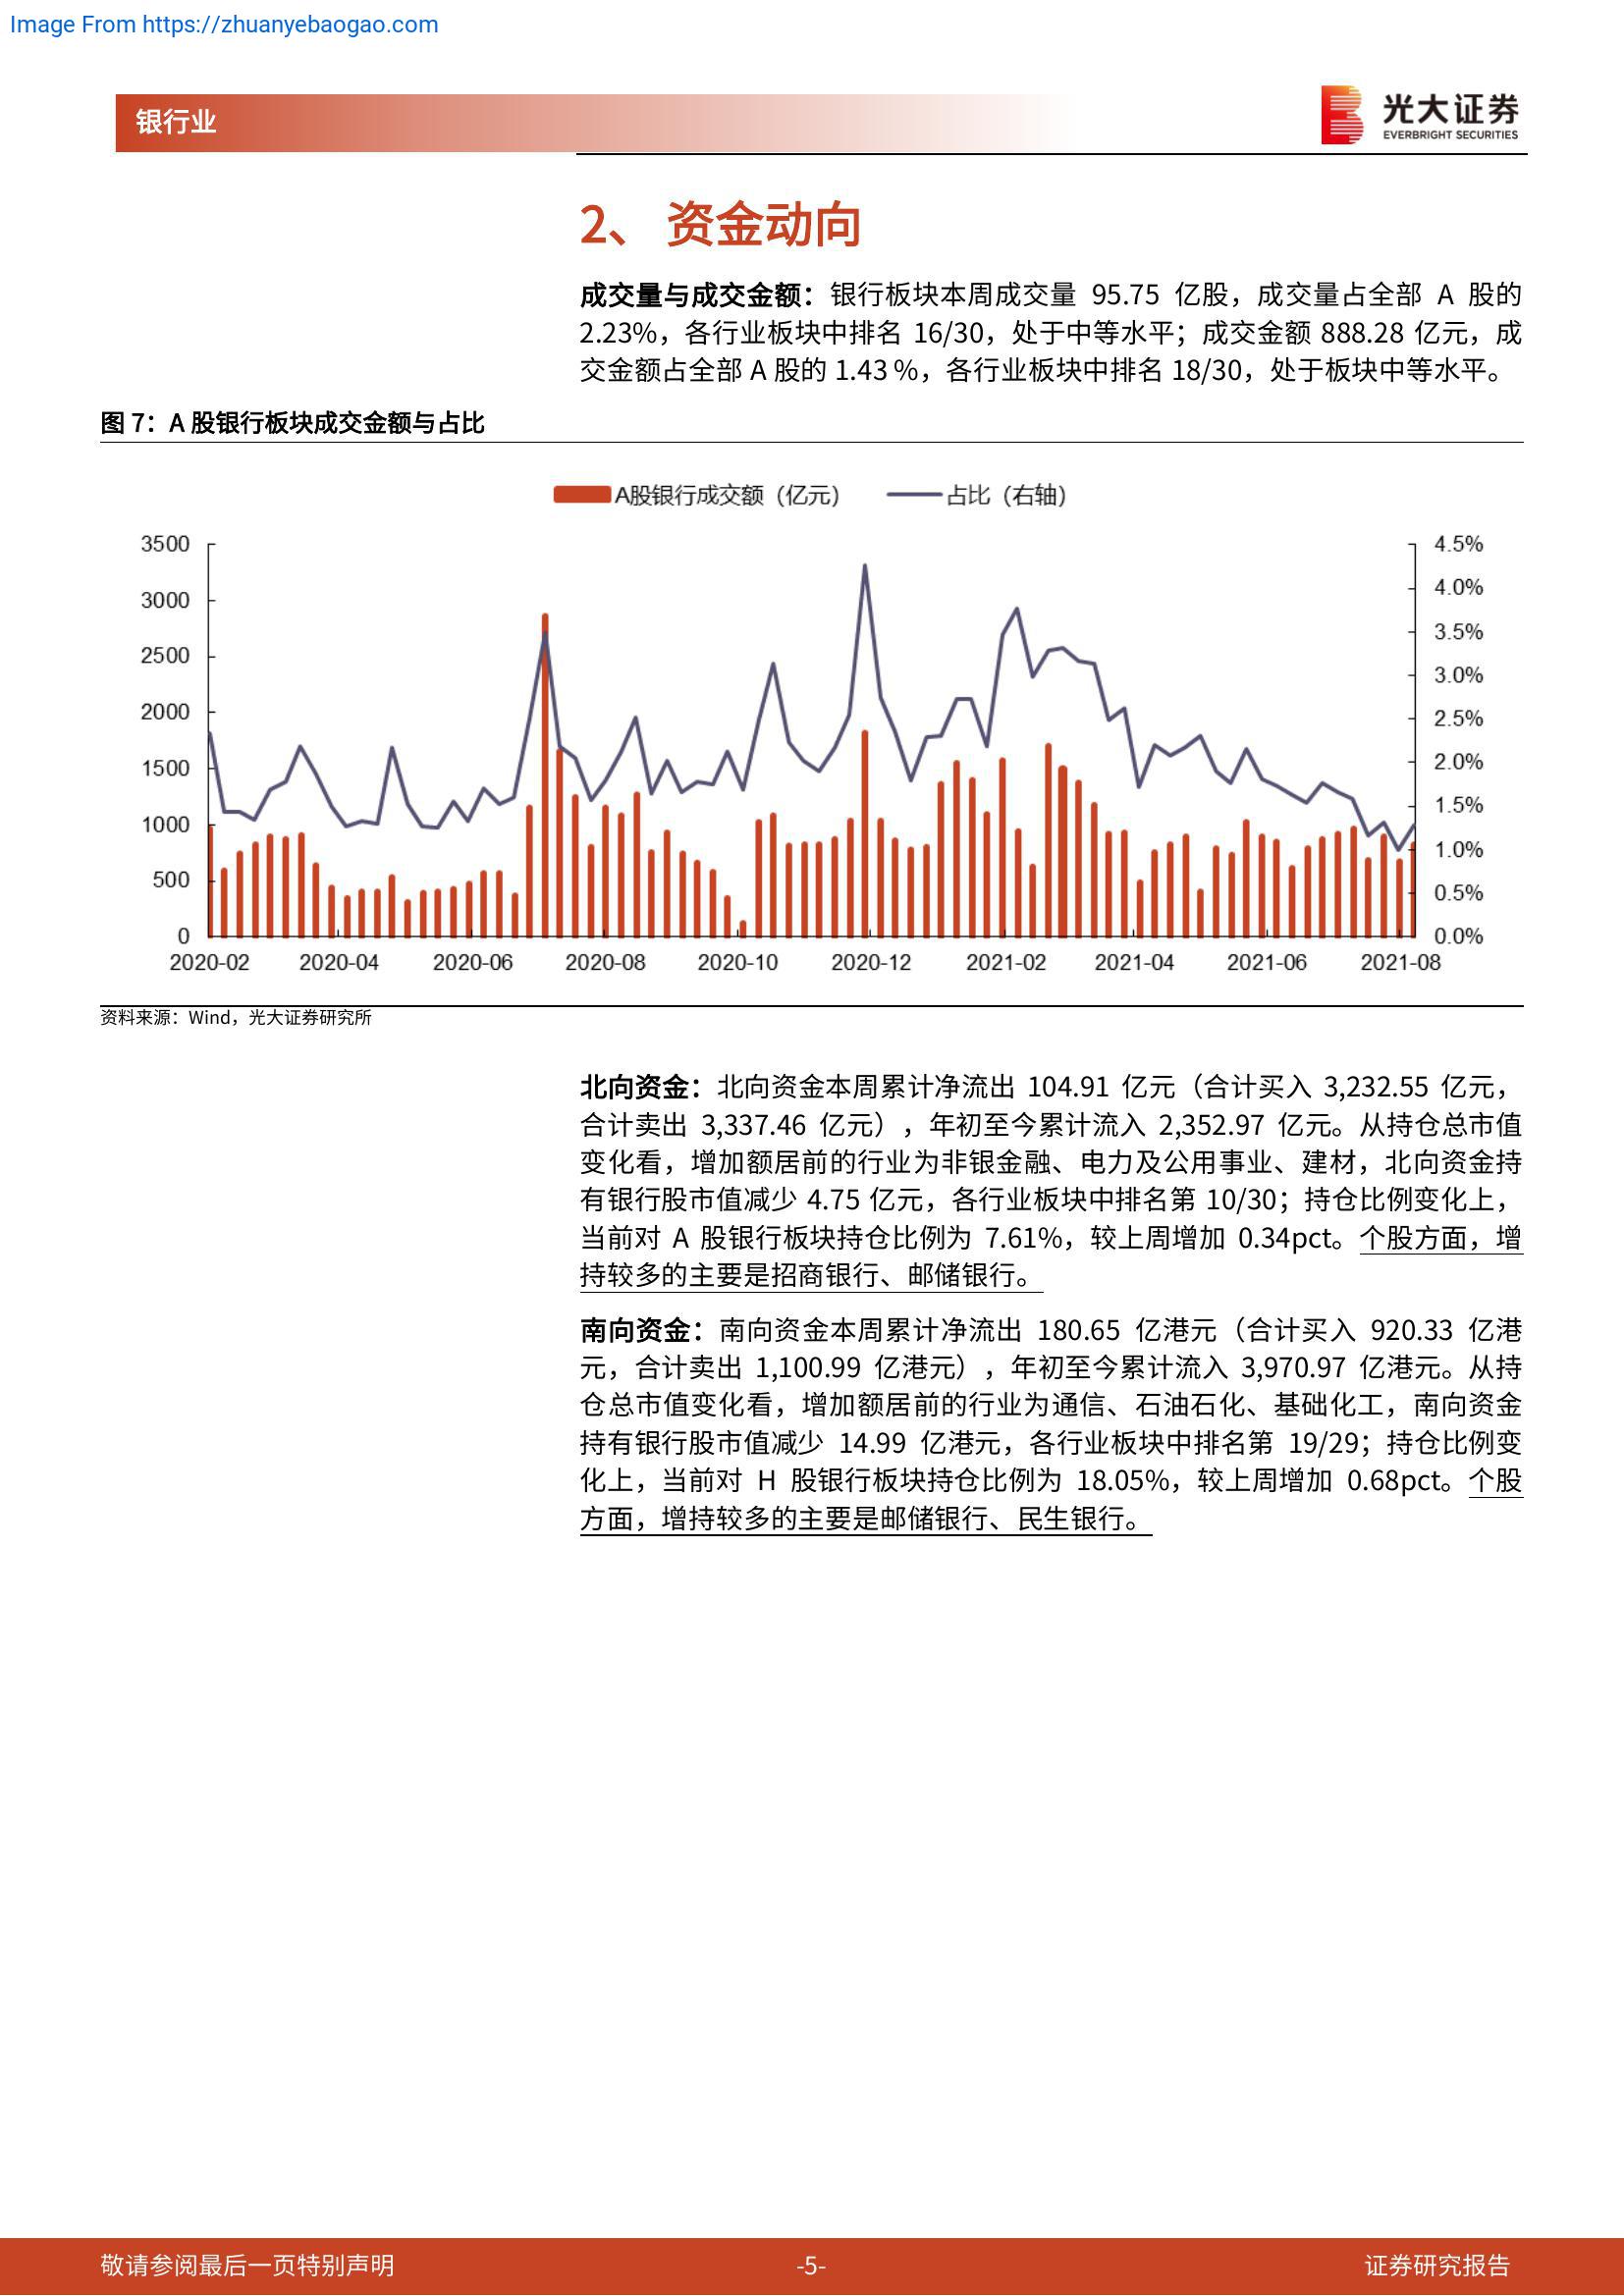 Image From https://zhuanyebaogao.com
银行业
光大证券
EVERBRIGHT SECURITIES
2、 资金动向
成交量与成交金额：银行板块本周成交量 95.75 亿股，成交量占全部 A 股的
2.23%，各行业板块中排名 16/30，处于中等水平；成交金额 888.28 亿元，成
交金额占全部 A 股的 1.43％，各行业板块中排名 18/30，处于板块中等水平。
图 7：A 股银行板块成交金额与占比
A股银行成交额（亿元） 占比（右轴）
3500 4.5%
4.0%
3000
3.5%
2500
3.0%
2000 2.5%
1500 2.0%
1.5%
1000
1.0%
500
0.5%
0 0.0%
2020-02 2020-04 2020-06 2020-08 2020-10 2020-12 2021-02 2021-04 2021-06 2021-08
资料来源：Wind，光大证券研究所
北向资金：北向资金本周累计净流出 104.91 亿元（合计买入 3,232.55 亿元，
合计卖出 3,337.46 亿元），年初至今累计流入 2,352.97 亿元。从持仓总市值
变化看，增加额居前的行业为非银金融、电力及公用事业、建材，北向资金持
有银行股市值减少 4.75 亿元，各行业板块中排名第 10/30；持仓比例变化上，
当前对 A 股银行板块持仓比例为 7.61%，较上周增加 0.34pct。个股方面，增
持较多的主要是招商银行、邮储银行。
南向资金：南向资金本周累计净流出 180.65 亿港元（合计买入 920.33 亿港
元，合计卖出 1,100.99 亿港元），年初至今累计流入 3,970.97 亿港元。从持
仓总市值变化看，增加额居前的行业为通信、石油石化、基础化工，南向资金
持有银行股市值减少 14.99 亿港元，各行业板块中排名第 19/29；持仓比例变
化上，当前对 H 股银行板块持仓比例为 18.05%，较上周增加 0.68pct。个股
方面，增持较多的主要是邮储银行、民生银行。
敬请参阅最后一页特别声明 -5- 证券研究报告